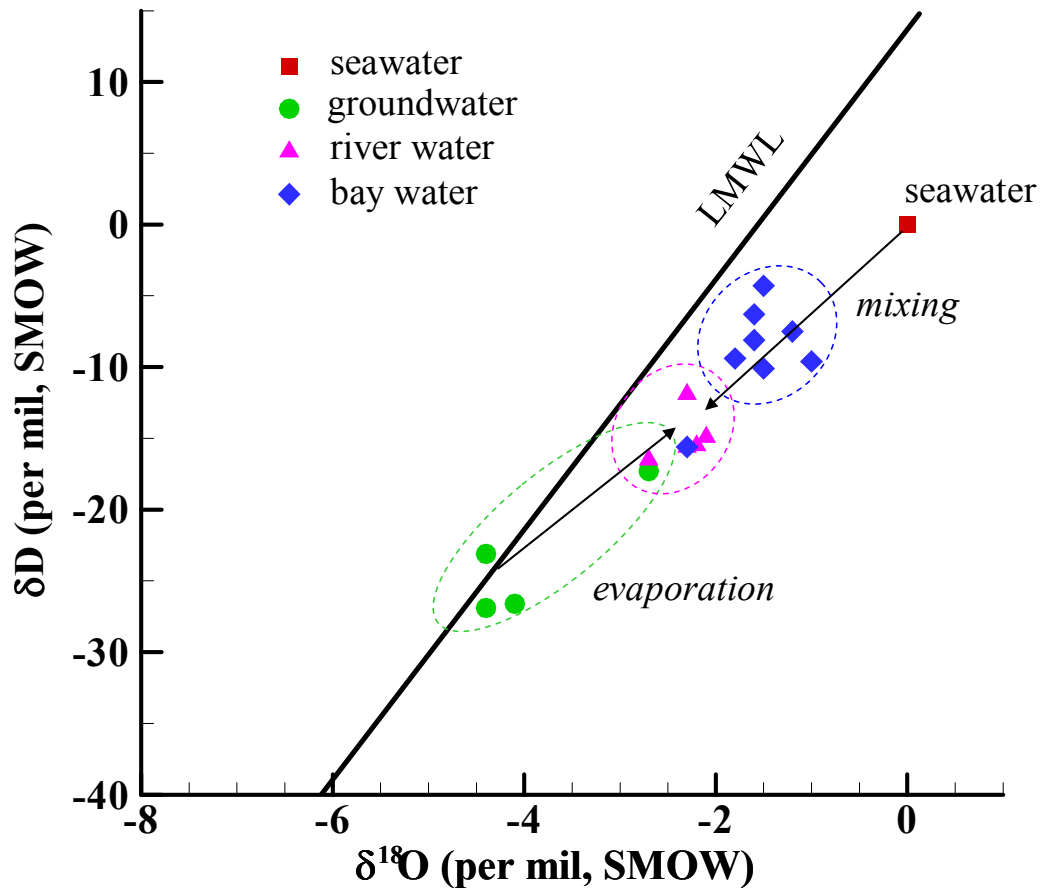 10
0
-10
-20
-30
-40
-8
-6
-4
-2
0
δD (per mil, SMOW)
δ¹⁸O (per mil, SMOW)
seawater
groundwater
river water
bay water
LMWL
seawater
mixing
evaporation